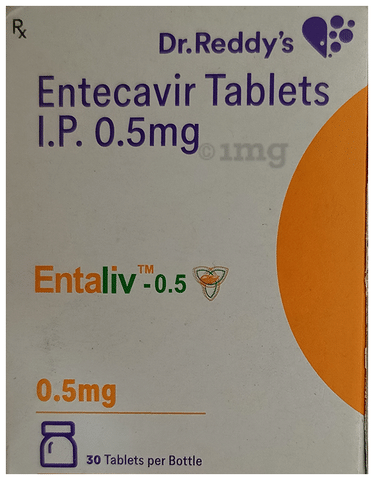 Rx
Dr.Reddy's
Entecavir Tablets
I.P. 0.5mg
© 1mg
Entaliv™-0.5
0.5mg
30 Tablets per Bottle